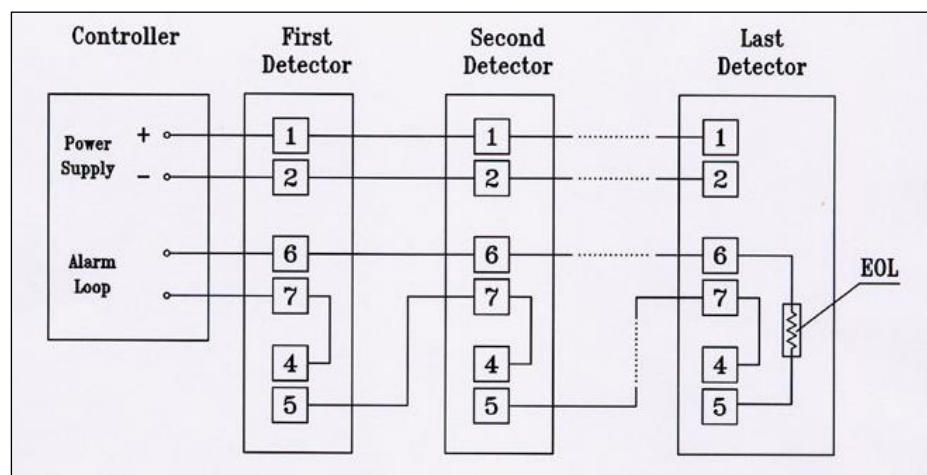 Controller
First
Detector
Second
Detector
Last
Detector
Power
Supply
+
−
1
1
1
2
2
2
Alarm
Loop
6
6
6
7
7
7
EOL
4
4
4
5
5
5